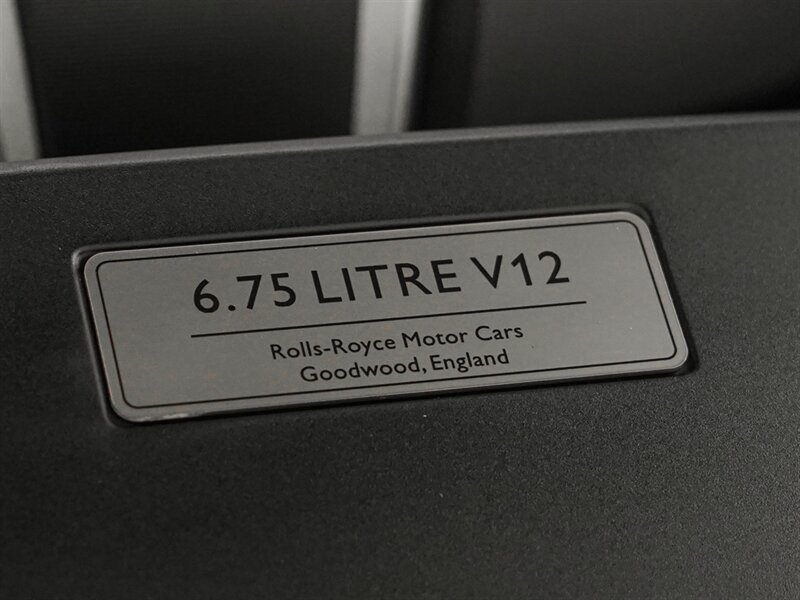 6.75 LITRE V12
Rolls-Royce Motor Cars
Goodwood, England